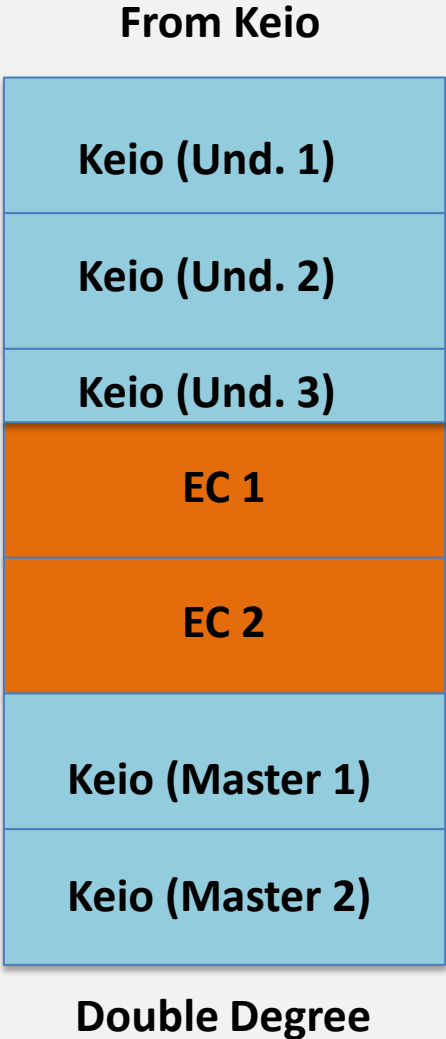 From Keio
Keio (Und. 1)
Keio (Und. 2)
Keio (Und. 3)
EC 1
EC 2
Keio (Master 1)
Keio (Master 2)
Double Degree